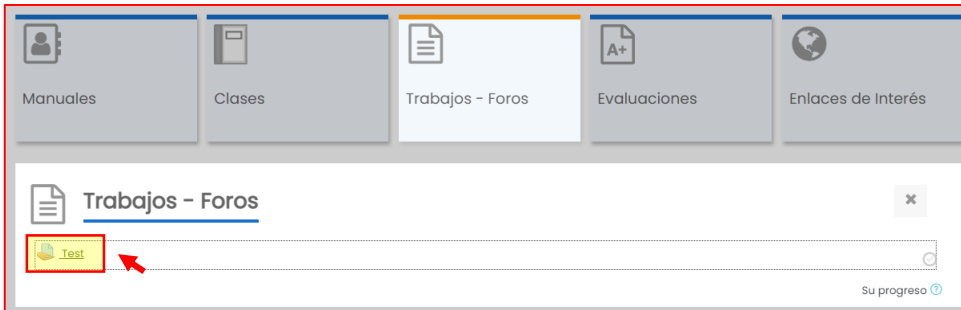 A+
Manuales
Clases
Trabajos - Foros
Evaluaciones
Enlaces de Interés
Trabajos - Foros
Test
Su progreso ?